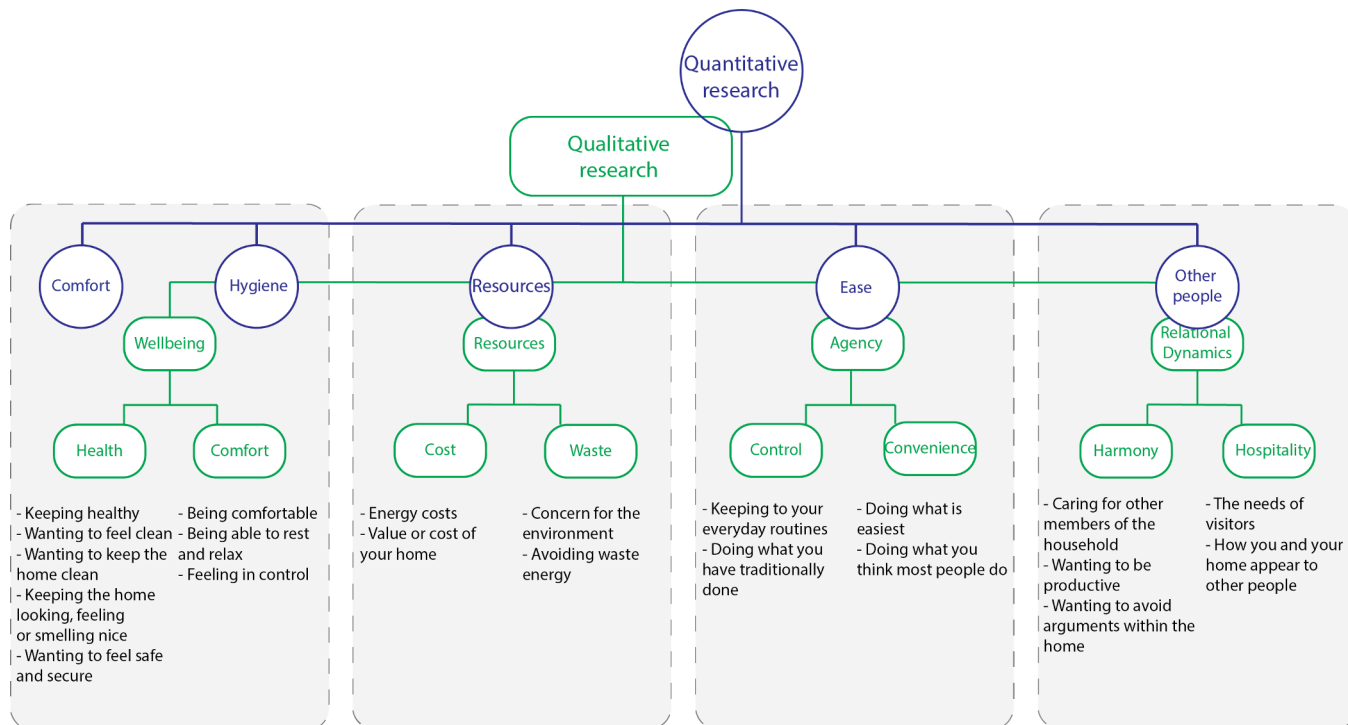 Quantitative
research
Qualitative
research
Comfort
Hygiene
Resources
Ease
Other
people
Wellbeing
Resources
Agency
Relational
Dynamics
Health
Comfort
Cost
Waste
Control
Convenience
Harmony
Hospitality
- Keeping healthy
- Wanting to feel clean
- Wanting to keep the
home clean
- Keeping the home
looking, feeling
or smelling nice
- Wanting to feel safe
and secure
- Being comfortable
- Being able to rest
and relax
- Feeling in control
- Energy costs
- Value or cost of
your home
- Concern for the
environment
- Avoiding waste
energy
- Keeping to your
everyday routines
- Doing what you
have traditionally
done
- Doing what is
easiest
- Doing what you
think most people do
- Caring for other
members of the
household
- Wanting to be
productive
- Wanting to avoid
arguments within the
home
- The needs of
visitors
- How you and your
home appear to
other people